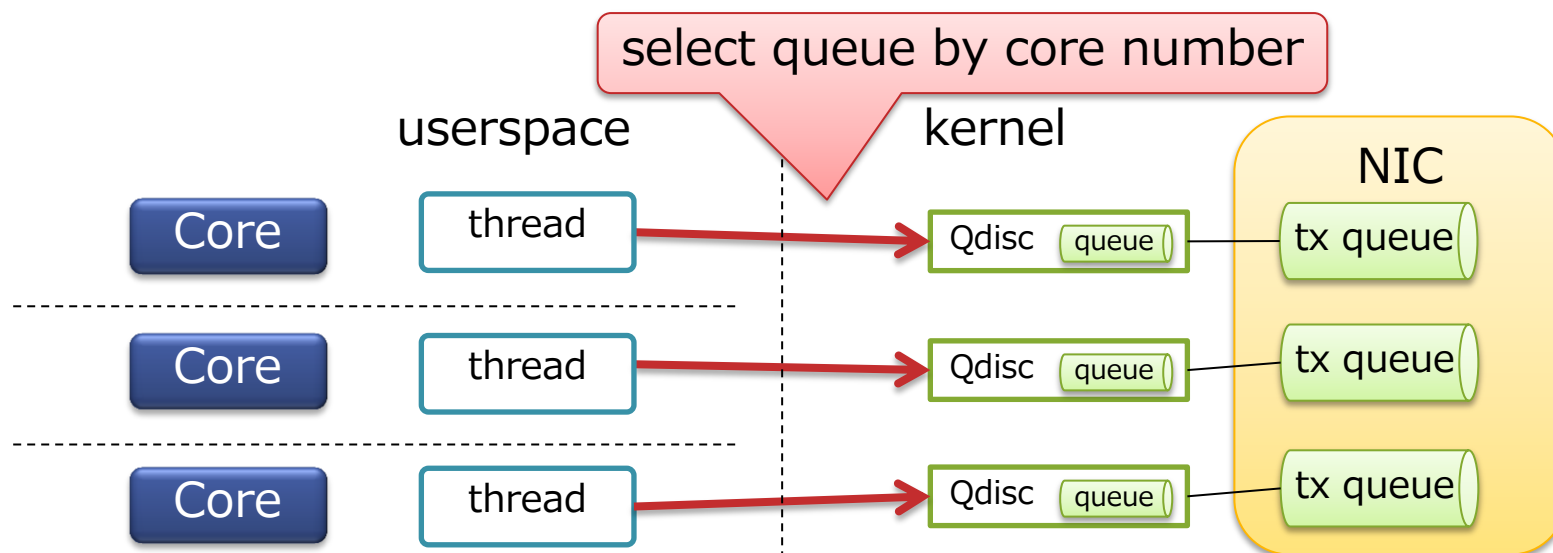 select queue by core number
userspace
kernel
NIC
Core
thread
Qdisc
queue
tx queue
Core
thread
Qdisc
queue
tx queue
Core
thread
Qdisc
queue
tx queue